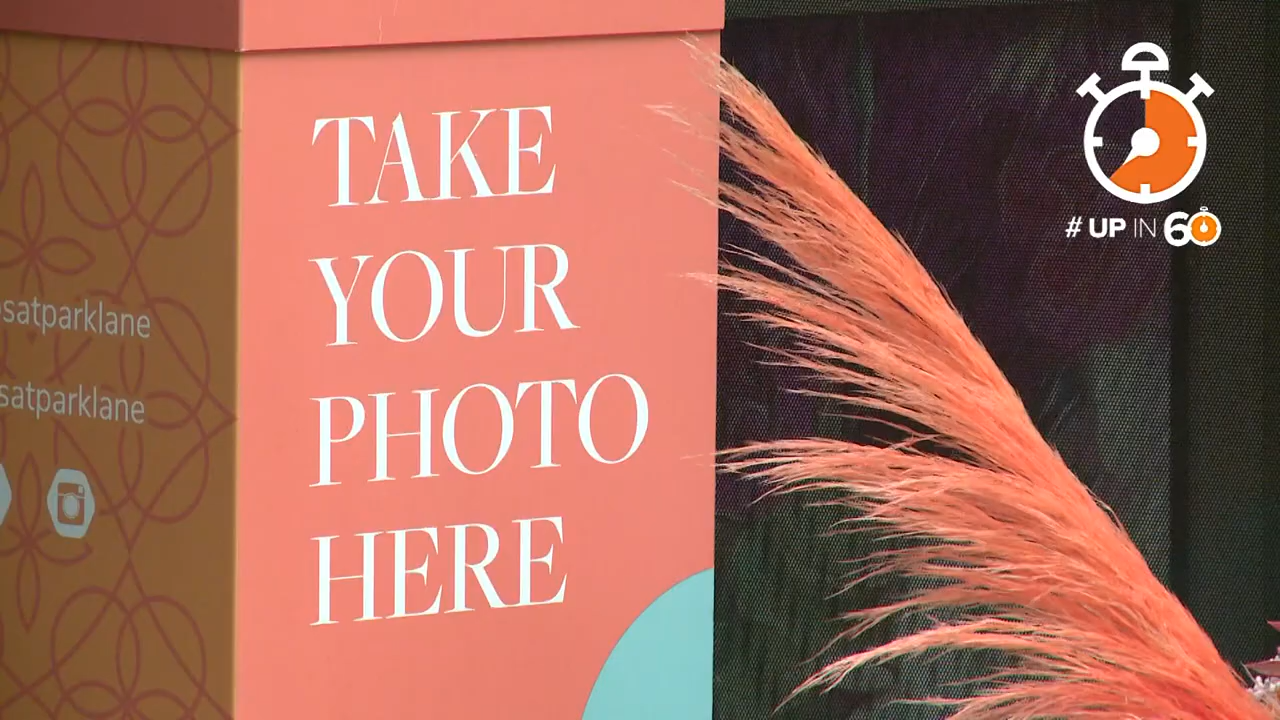 TAKE
YOUR
PHOTO
HERE
satparklane
satparklane
# UP IN 60